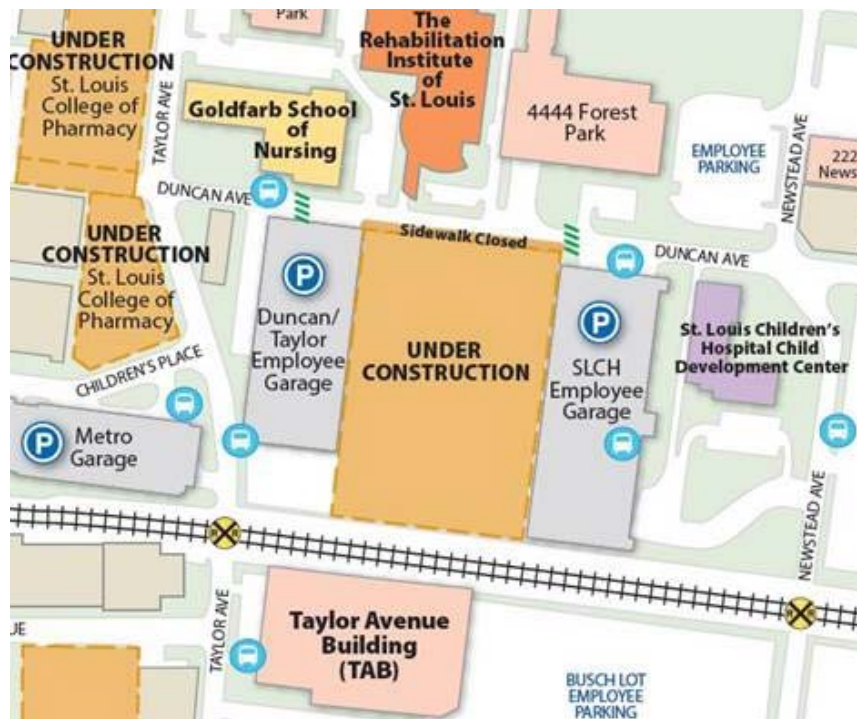 Park
The
Rehabilitation
Institute
of
St. Louis
UNDER
CONSTRUCTION
St. Louis
College of
Pharmacy
TAYLOR AVE
Goldfarb School
of
Nursing
4444 Forest
Park
EMPLOYEE
PARKING
NEWSTEAD AVE
222
News
DUNCAN AVE
Sidewalk Closed
DUNCAN AVE
UNDER
CONSTRUCTION
St. Louis
College of
Pharmacy
P
Duncan/
Taylor
Employee
Garage
UNDER
CONSTRUCTION
P
SLCH
Employee
Garage
St. Louis Children's
Hospital Child
Development Center
CHILDREN'S PLACE
P
Metro
Garage
NEWSTEAD AVE
R R
R R
UE
TAYLOR AVE
Taylor Avenue
Building
(TAB)
BUSCH LOT
EMPLOYEE
PARKING